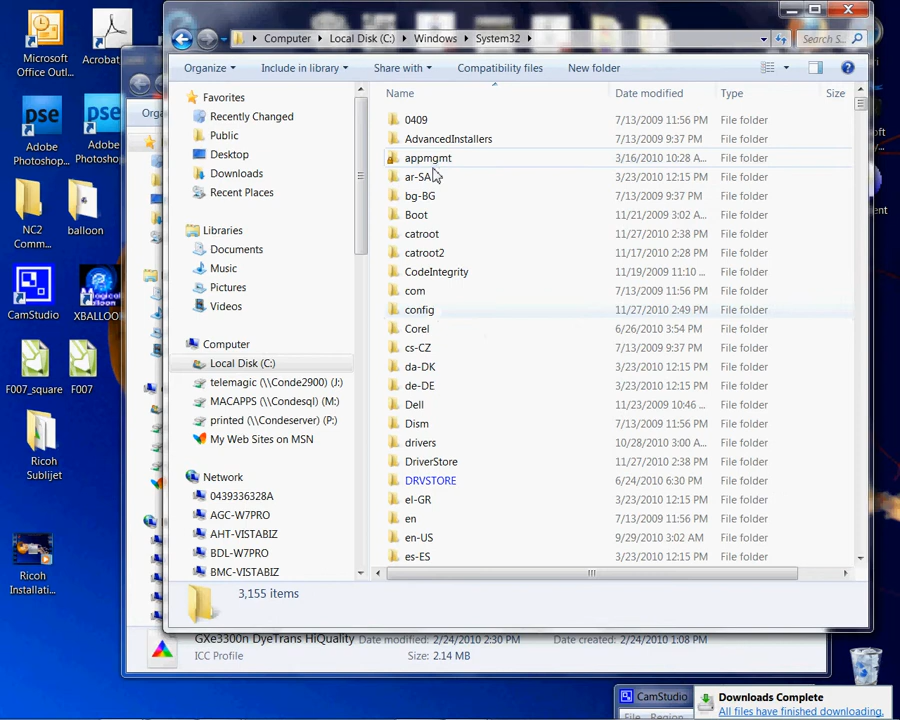 Microsoft
Office Outl...
Acrobat
Adobe
Photoshop...
Adobe
Photoshop
NC2
Comm...
balloon
CamStudio
XBALLOO
F007_square
F007
Ricoh
Sublijet
Ricoh
Installati...
Computer
Local Disk (C:)
Windows
System32
Search S...
Organize
Include in library
Share with
Compatibility files
New folder
Favorites
Recently Changed
Public
Desktop
Downloads
Recent Places
Libraries
Documents
Music
Pictures
Videos
Computer
Local Disk (C:)
telemagic (\\Conde2900) (J:)
MACAPPS (\\Condesql) (M:)
printed (\\Condeserver) (P:)
My Web Sites on MSN
Network
0439336328A
AGC-W7PRO
AHT-VISTABIZ
BDL-W7PRO
BMC-VISTABIZ
Name Date modified Type Size
0409 7/13/2009 11:56 PM File folder
AdvancedInstallers 7/13/2009 9:37 PM File folder
appmgmt 3/16/2010 10:28 A... File folder
ar-SA 3/23/2010 12:15 PM File folder
bg-BG 7/13/2009 9:37 PM File folder
Boot 11/21/2009 3:02 A... File folder
catroot 11/27/2010 2:38 PM File folder
catroot2 11/17/2010 2:28 PM File folder
CodeIntegrity 11/19/2009 11:10 ... File folder
com 7/13/2009 11:56 PM File folder
config 11/27/2010 2:49 PM File folder
Corel 6/26/2010 3:54 PM File folder
cs-CZ 7/13/2009 9:37 PM File folder
da-DK 3/23/2010 12:15 PM File folder
de-DE 3/23/2010 12:15 PM File folder
Dell 11/23/2009 10:46 ... File folder
Dism 7/13/2009 11:56 PM File folder
drivers 10/28/2010 3:00 A... File folder
DriverStore 11/27/2010 2:38 PM File folder
DRVSTORE 6/24/2010 6:30 PM File folder
el-GR 3/23/2010 12:15 PM File folder
en 7/13/2009 11:56 PM File folder
en-US 9/29/2010 3:02 AM File folder
es-ES 3/23/2010 12:15 PM File folder
3,155 items
GXe3300n DyeTrans HiQuality Date modified: 2/24/2010 2:30 PM Date created: 2/24/2010 1:08 PM
ICC Profile Size: 2.14 MB
CamStudio
File Region
Downloads Complete
All files have finished downloading.